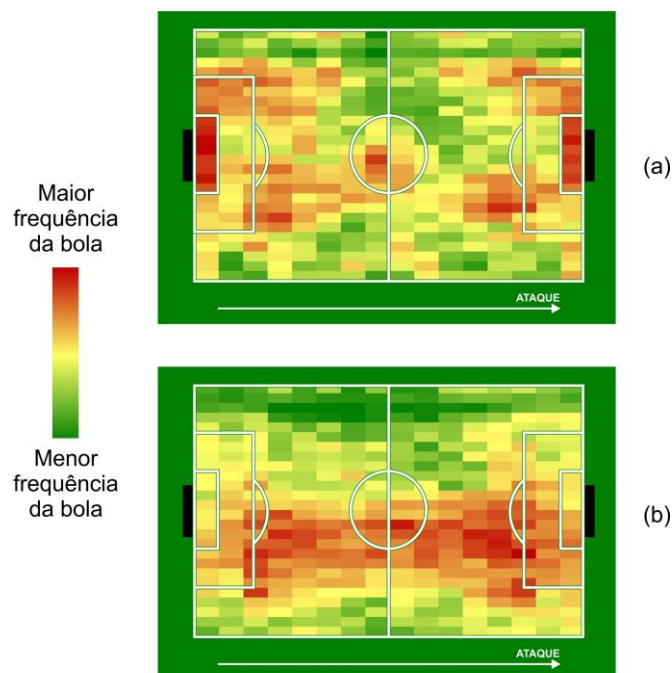 Maior
frequência
da bola
Menor
frequência
da bola
ATAQUE
(a)
ATAQUE
(b)